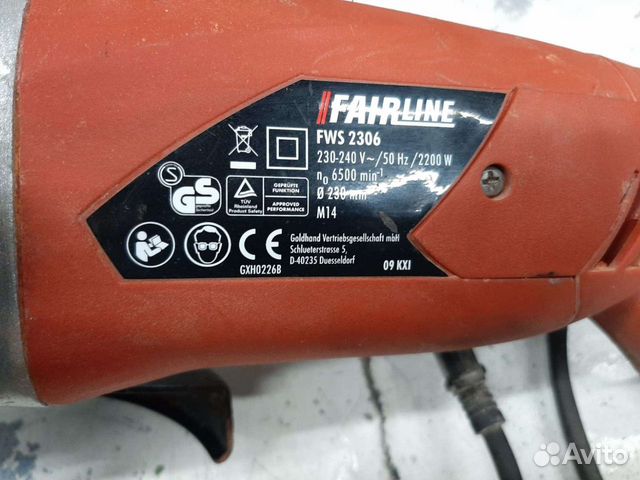 FAIRLINE
FWS 2306
230-240 V~/50 Hz /2200 W
n₀ 6500 min⁻¹
Ø 230 mm
M14
S
GS
TÜV
Rheinland
Product Safety
GEPRÜFTE
FUNKTION
APPROVED
PERFORMANCE
CE
GXH0226B
Goldhand Vertriebsgesellschaft mbH
Schlueterstrasse 5,
D-40235 Duesseldorf
09 KXI
Avito